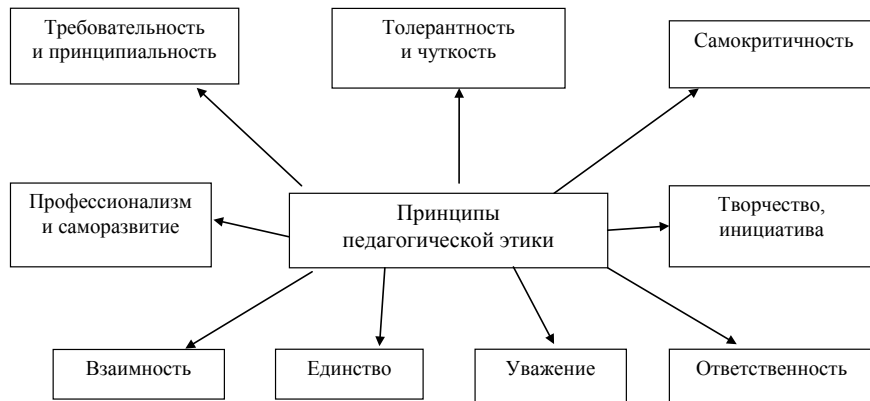 Требовательность
и принципиальность
Толерантность
и чуткость
Самокритичность
Профессионализм
и саморазвитие
Принципы
педагогической этики
Творчество,
инициатива
Взаимность
Единство
Уважение
Ответственность